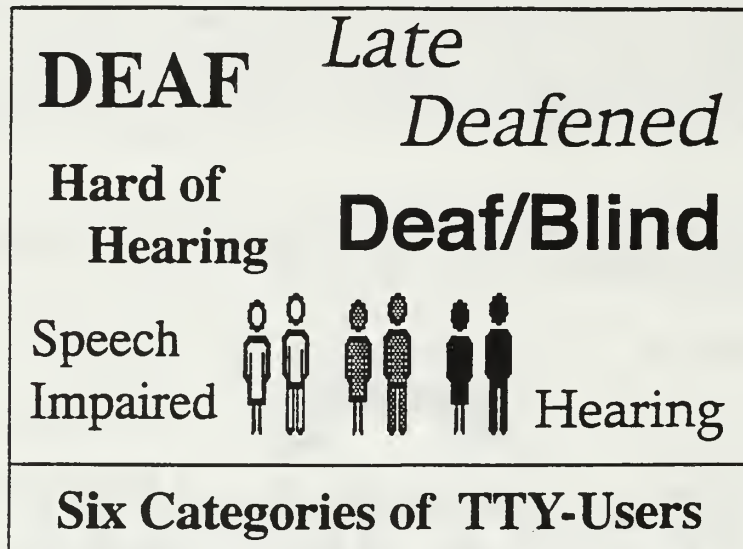 DEAF
Late
Deafened
Hard of
Hearing
Deaf/Blind
Speech
Impaired
Hearing
Six Categories of TTY-Users